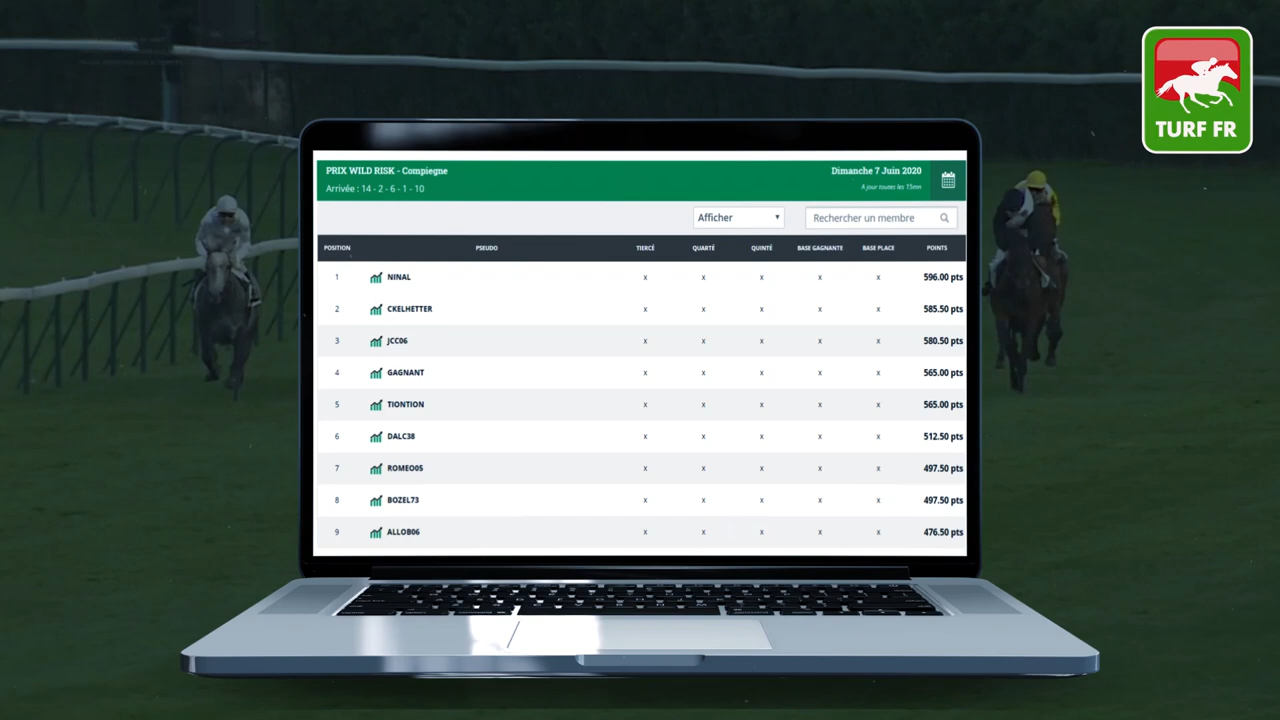 TURF FR
PRIX WILD RISK - Compiegne
Dimanche 7 Juin 2020
Arrivée : 14 - 2 - 6 - 1 - 10
A jour toutes les 15mn
Afficher
Rechercher un membre
POSITION PSEUDO TIERCÉ QUARTÉ QUINTÉ BASE GAGNANTE BASE PLACE POINTS
1 NINAL x x x x x 596.00 pts
2 CKELHETTER x x x x x 585.50 pts
3 JCC06 x x x x x 580.50 pts
4 GAGNANT x x x x x 565.00 pts
5 TIONTION x x x x x 565.00 pts
6 DALC38 x x x x x 512.50 pts
7 ROMEO05 x x x x x 497.50 pts
8 BOZEL73 x x x x x 497.50 pts
9 ALLOB06 x x x x x 476.50 pts